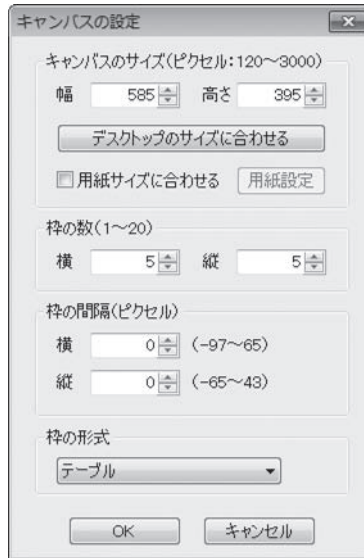 キャンバスの設定
キャンバスのサイズ(ピクセル:120～3000)
幅 585 高さ 395
デスクトップのサイズに合わせる
用紙サイズに合わせる 用紙設定
枠の数(1～20)
横 5 縦 5
枠の間隔(ピクセル)
横 0 (-97～65)
縦 0 (-65～43)
枠の形式
テーブル
OK キャンセル